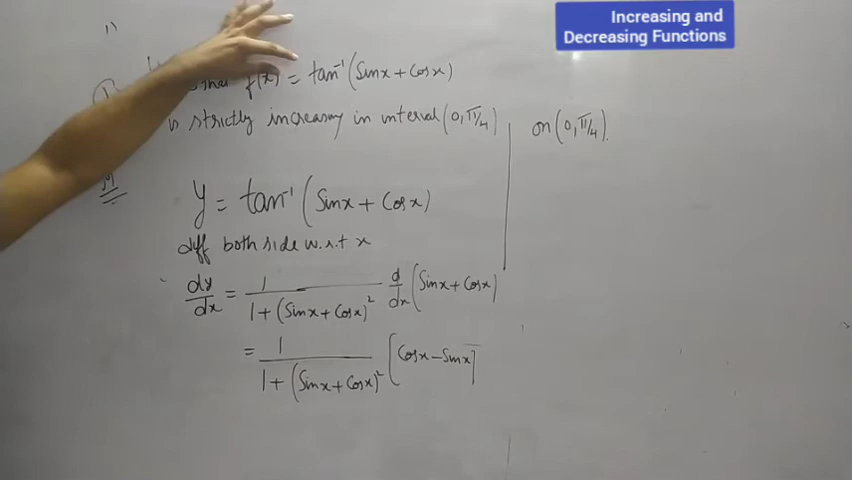 Increasing and
Decreasing Functions
that f(x) = tan⁻¹(Sinx + Cosx)
is strictly increasing in interval (0, π/4)
on (0, π/4).
y = tan⁻¹(Sinx + Cosx)
diff both side w.r.t x
dy/dx = 1/(1+(Sinx + Cosx)²) d/dx (Sinx + Cosx)
= 1/(1+(Sinx + Cosx)²) [Cosx - Sinx]